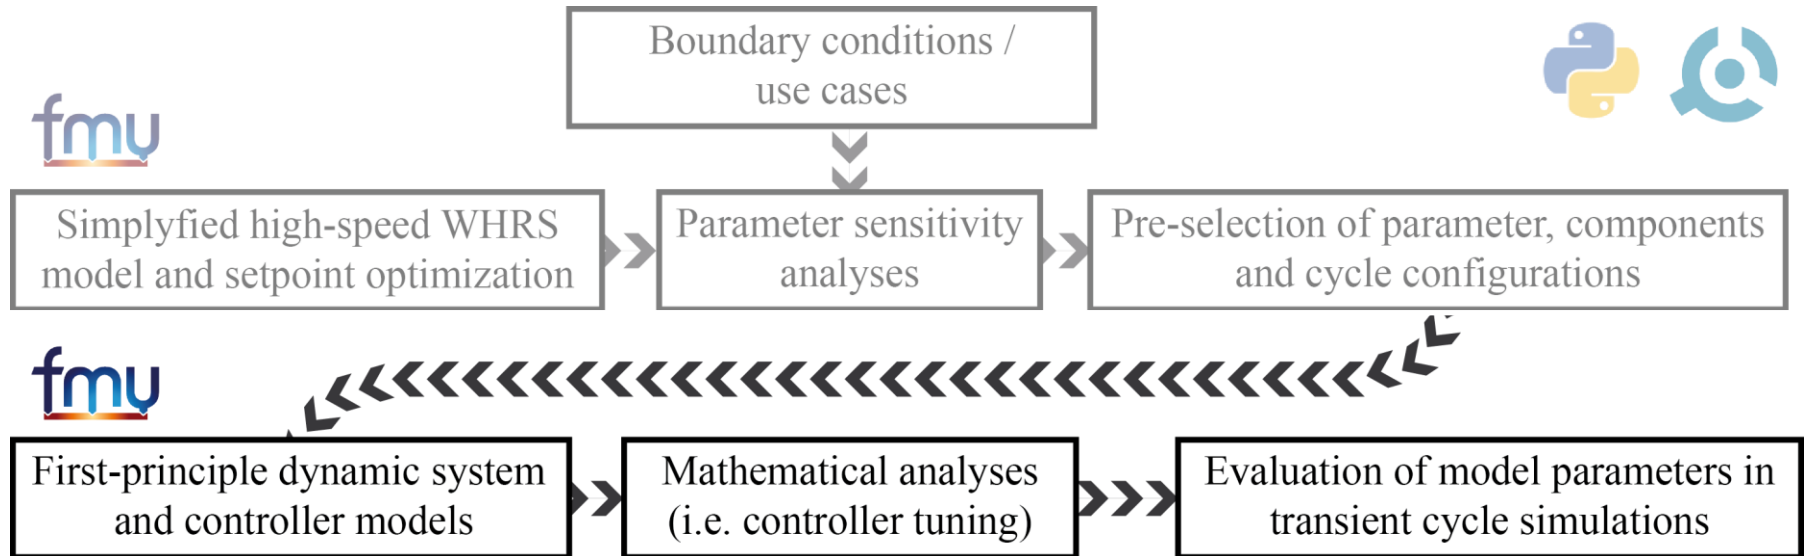 Boundary conditions /
use cases
fmu
Simplyfied high-speed WHRS
model and setpoint optimization
Parameter sensitivity
analyses
Pre-selection of parameter, components
and cycle configurations
fmu
First-principle dynamic system
and controller models
Mathematical analyses
(i.e. controller tuning)
Evaluation of model parameters in
transient cycle simulations